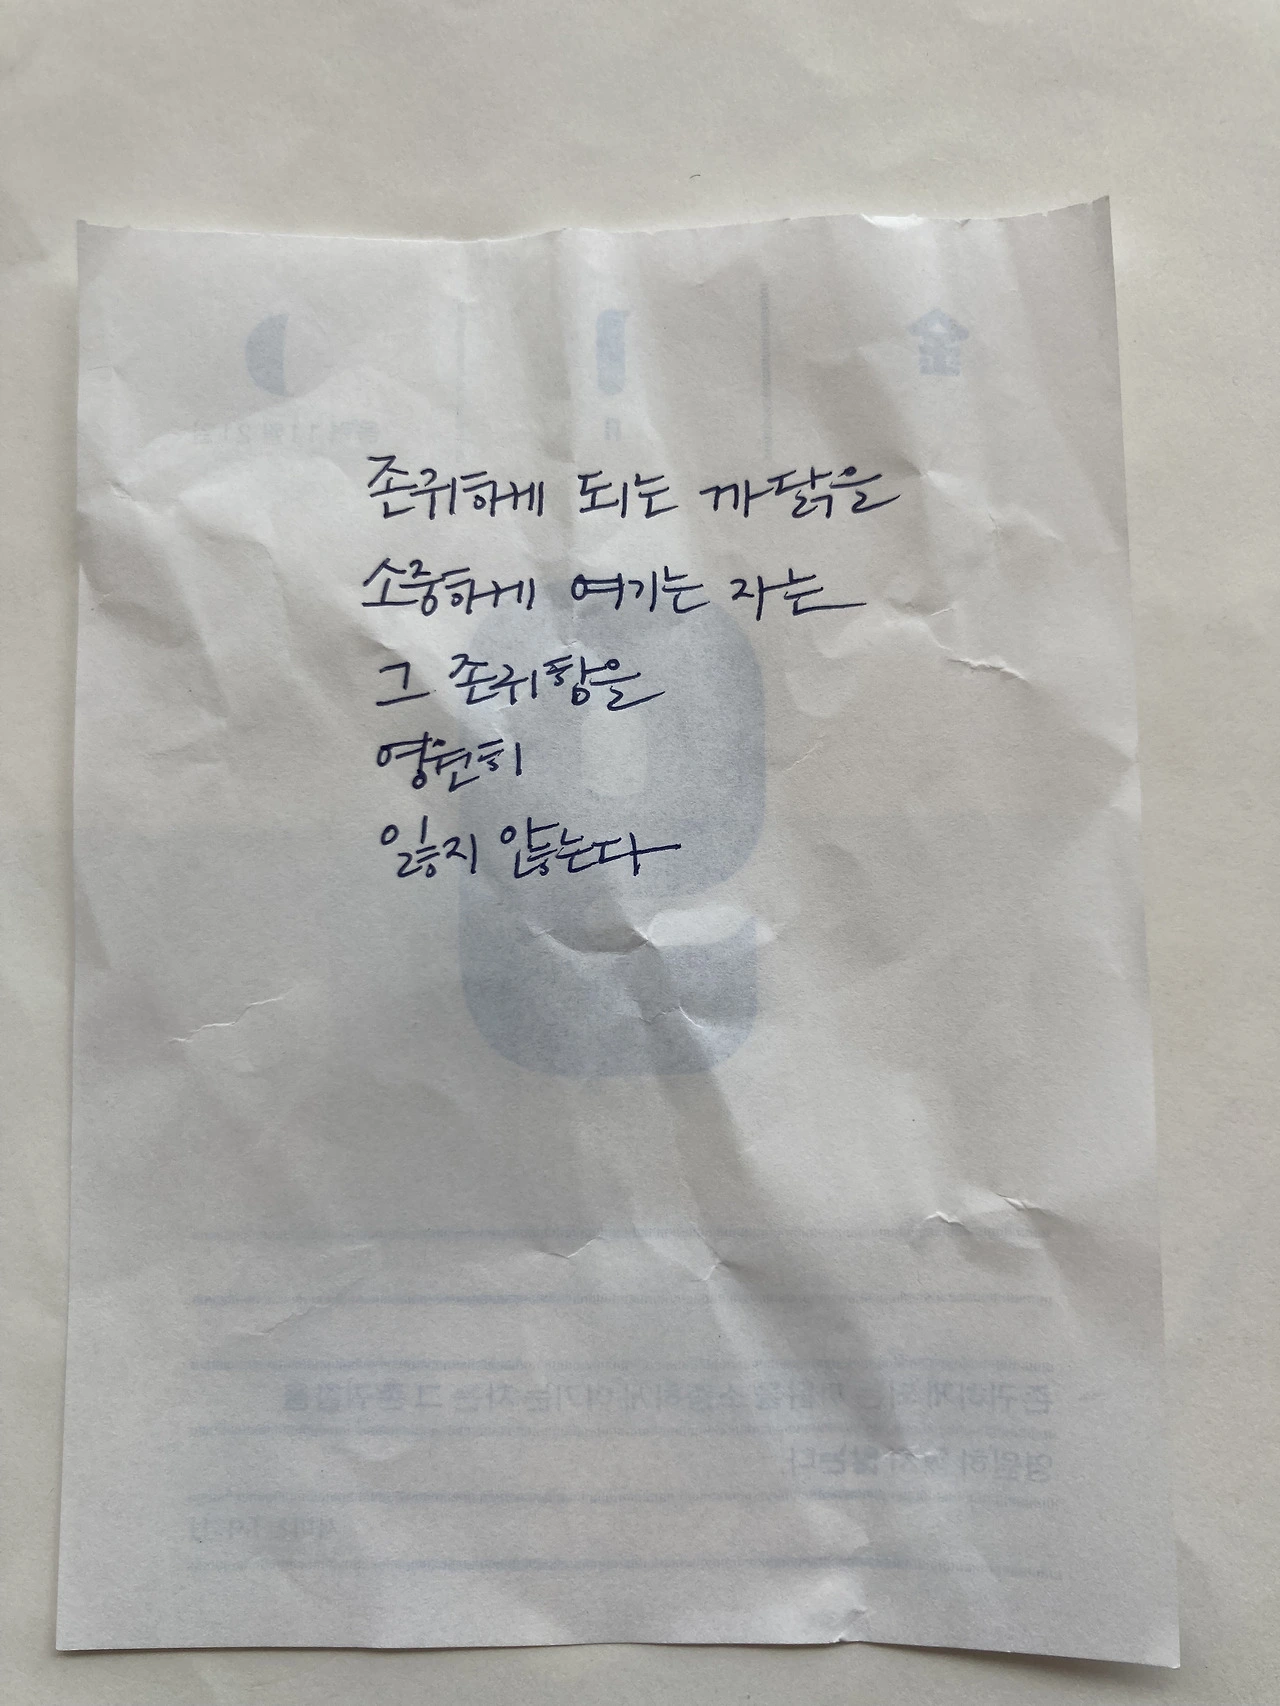 존귀하게 되는 까닭을
소중하게 여기는 자는
그 존귀함을
영원히
잃지 않는다